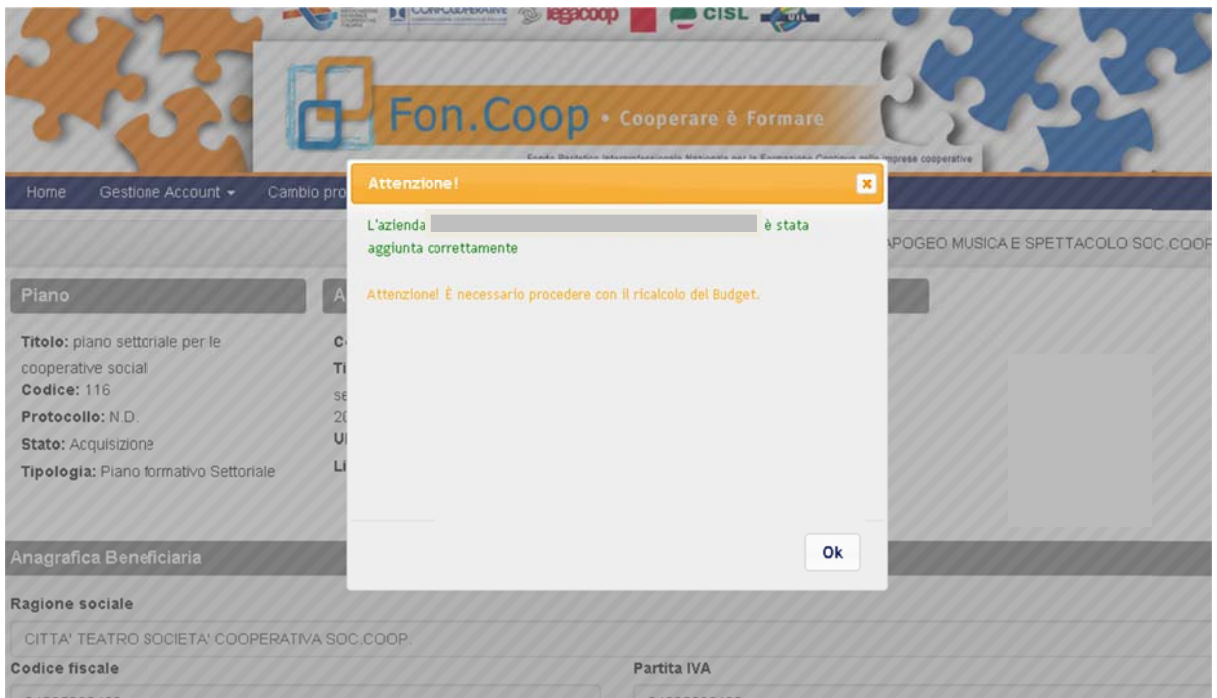 legacoop CISL
Fon.Coop • Cooperare è Formare
Home Gestione Account Cambio pro
Attenzione!
L'azienda è stata
aggiunta correttamente
Attenzione! È necessario procedere con il ricalcolo del Budget.
Ok
APOGEO MUSICA E SPETTACOLO SOC.COOP
Piano
Titolo: piano settoriale per le
cooperative sociali
Codice: 116
Protocollo: N.D.
Stato: Acquisizione
Tipologia: Piano formativo Settoriale
Anagrafica Beneficiaria
Ragione sociale
CITTA' TEATRO SOCIETA' COOPERATIVA SOC.COOP.
Codice fiscale Partita IVA